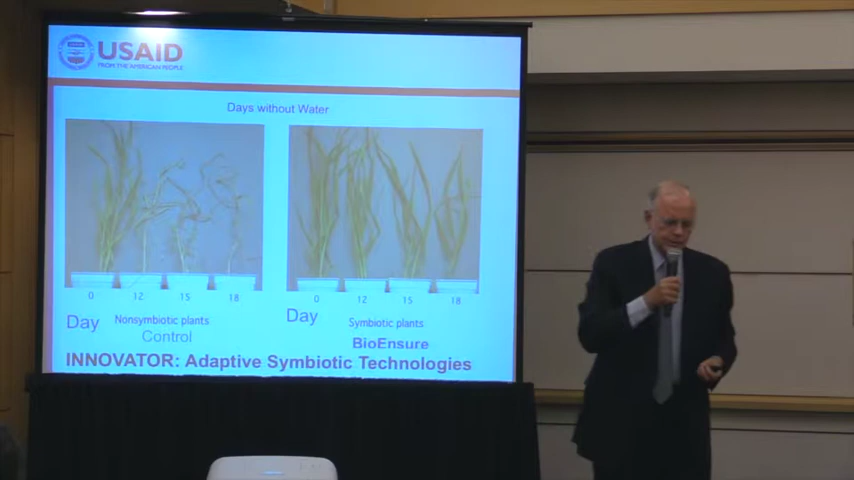 USAID
FROM THE AMERICAN PEOPLE
Days without Water
0 12 15 18
0 12 15 18
Day Nonsymbiotic plants
Control
Day Symbiotic plants
BioEnsure
INNOVATOR: Adaptive Symbiotic Technologies